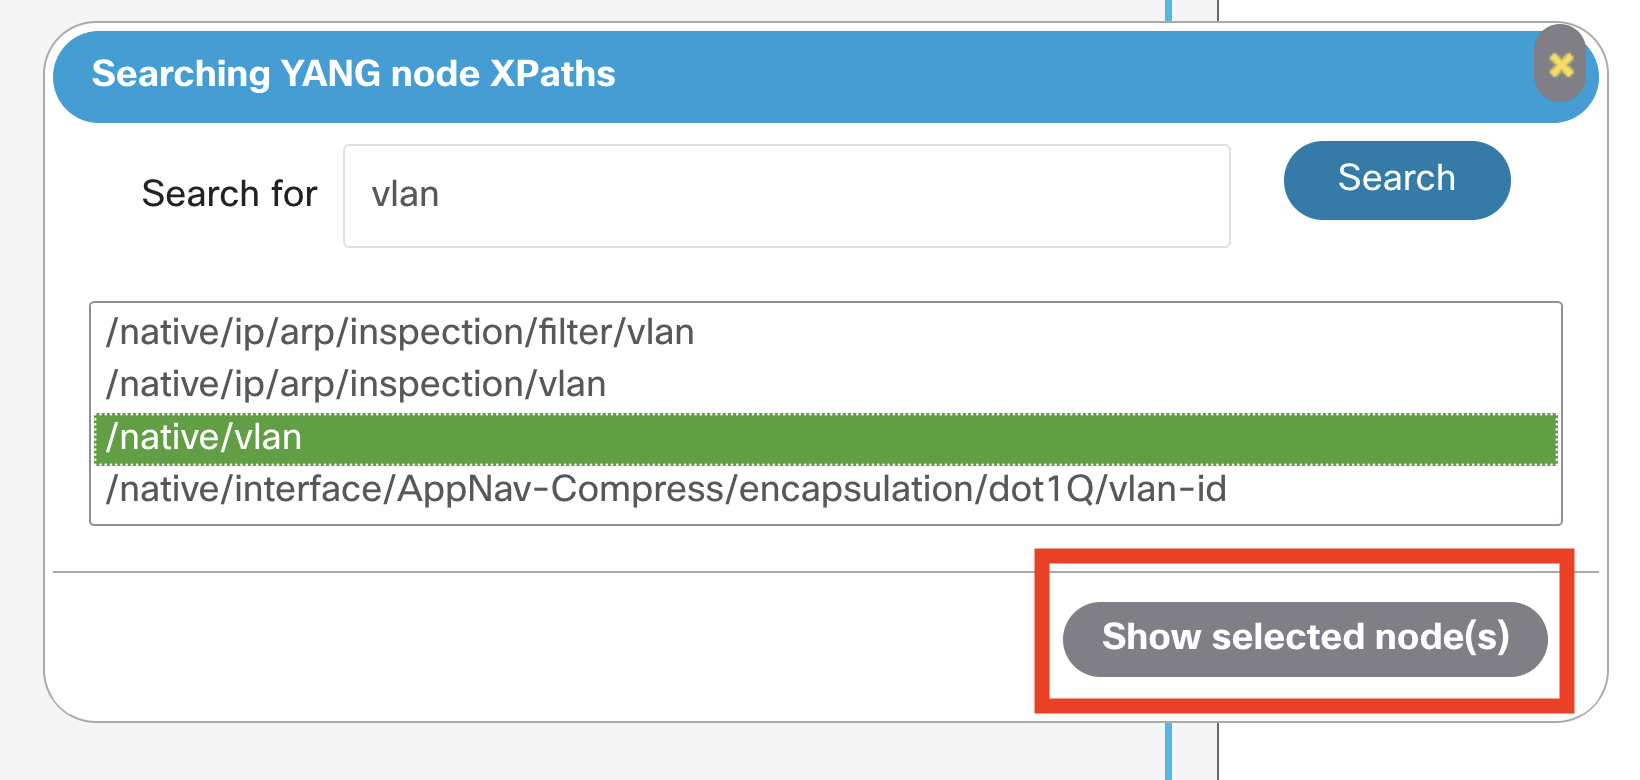 Searching YANG node XPaths
Search for
vlan
Search
/native/ip/arp/inspection/filter/vlan
/native/ip/arp/inspection/vlan
/native/vlan
/native/interface/AppNav-Compress/encapsulation/dot1Q/vlan-id
Show selected node(s)